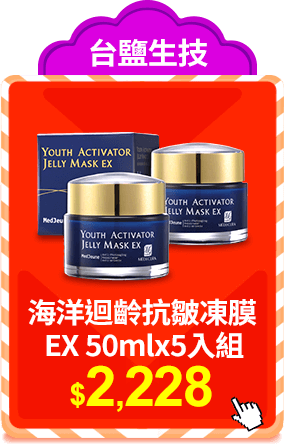 台鹽生技
YOUTH ACTIVATOR
JELLY MASK EX
YOUTH ACTIVATOR
JELLY MASK EX
YOUTH ACTIVATOR
JELLY MASK EX
MedJeune
海洋迴齡抗皺凍膜
EX 50mlx5入組
$2,228